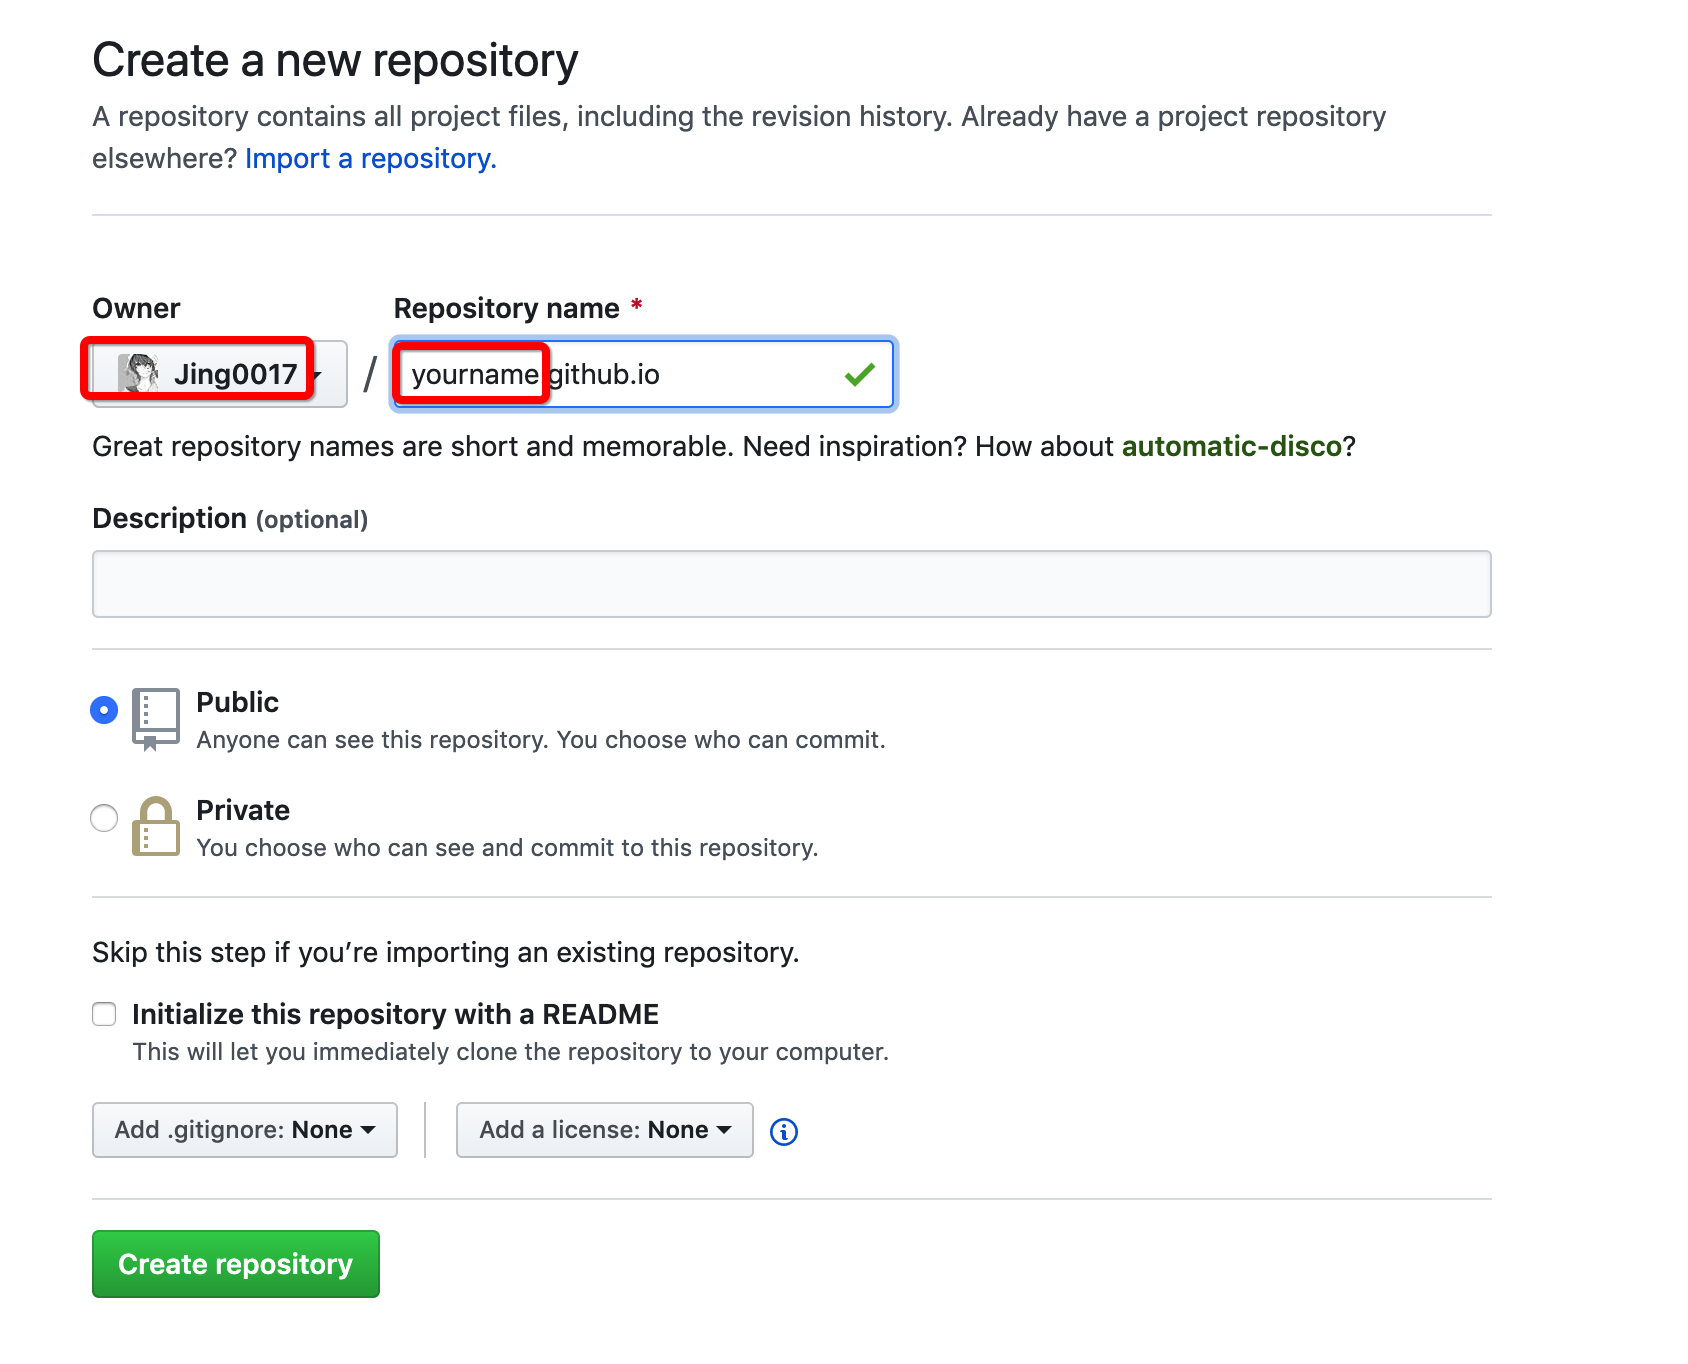 Create a new repository
A repository contains all project files, including the revision history. Already have a project repository
elsewhere? Import a repository.
Owner Repository name *
Jing0017 / yourname github.io
Great repository names are short and memorable. Need inspiration? How about automatic-disco?
Description (optional)
Public
Anyone can see this repository. You choose who can commit.
Private
You choose who can see and commit to this repository.
Skip this step if you’re importing an existing repository.
Initialize this repository with a README
This will let you immediately clone the repository to your computer.
Add .gitignore: None Add a license: None
Create repository